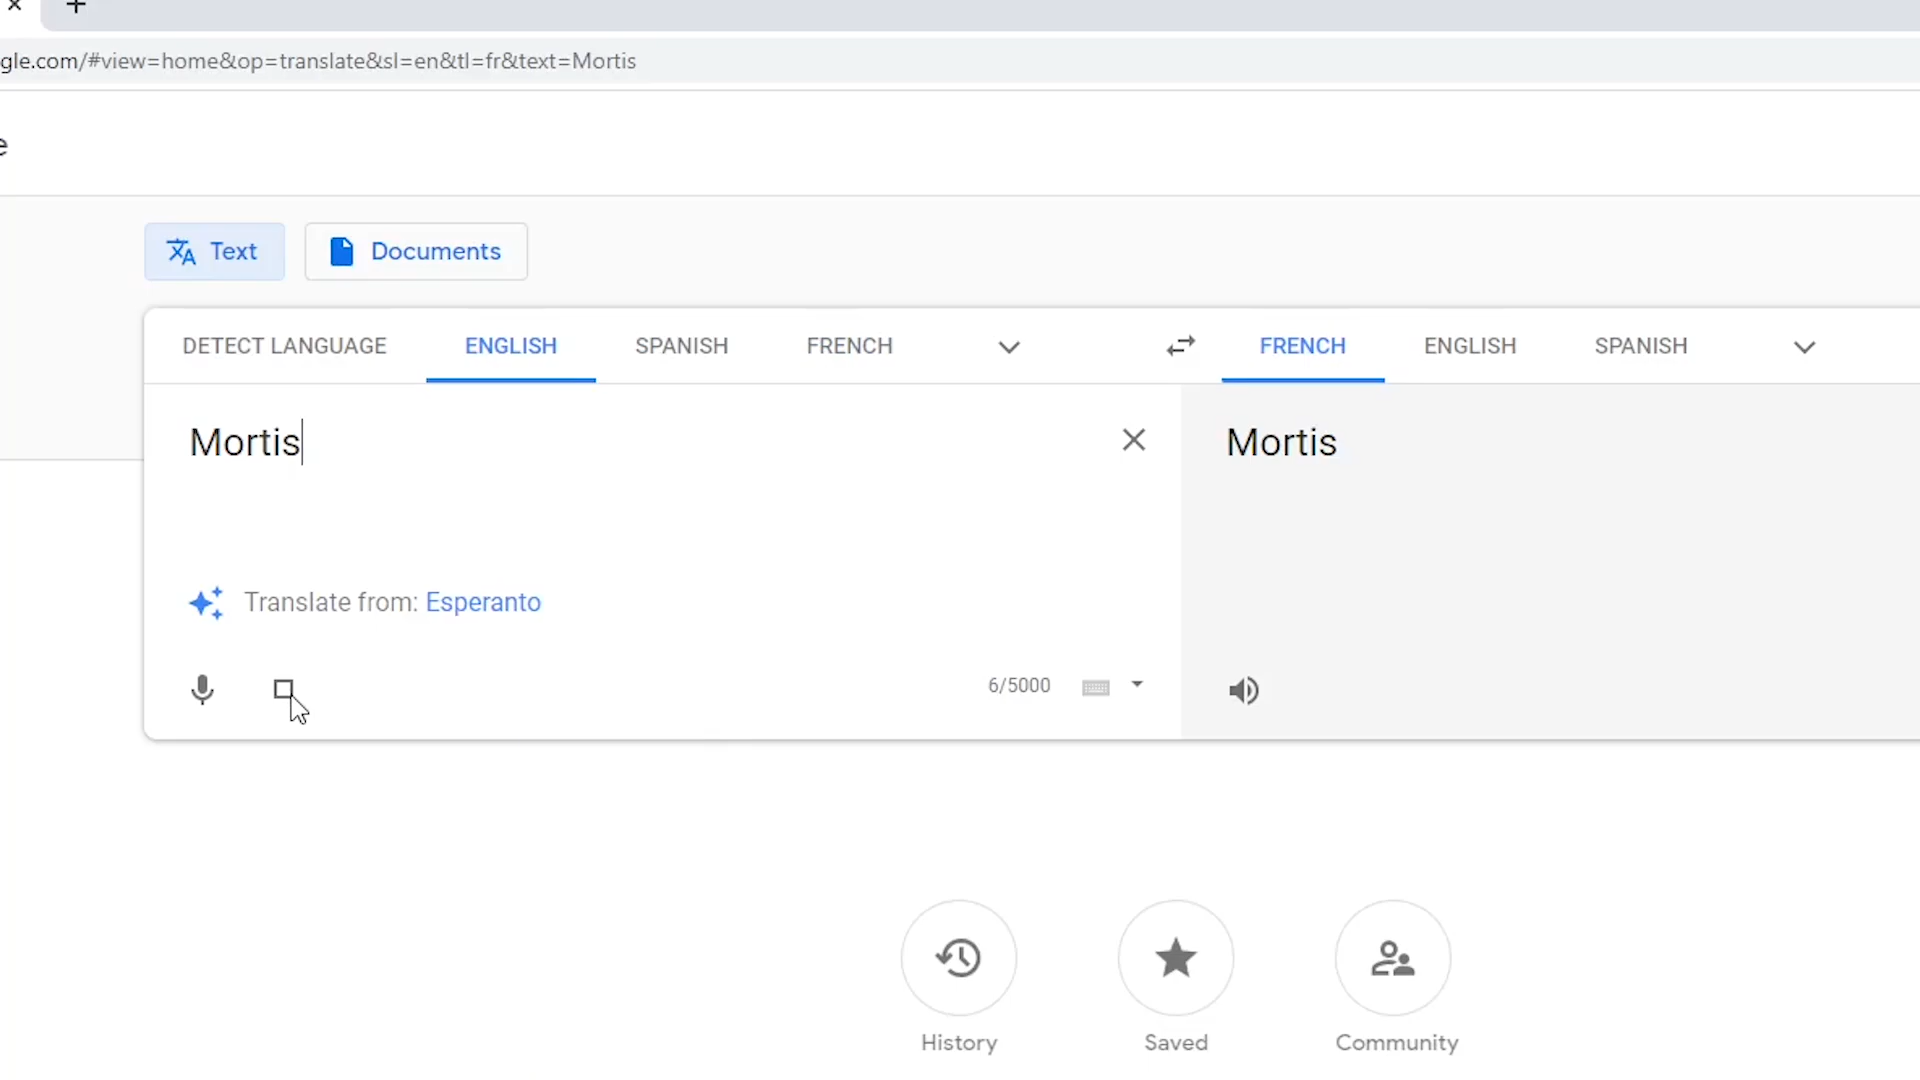 gle.com/#view=home&op=translate&sl=en&tl=fr&text=Mortis
e
Text Documents
DETECT LANGUAGE ENGLISH SPANISH FRENCH FRENCH ENGLISH SPANISH
Mortis Mortis
Translate from: Esperanto
6/5000
History Saved Community